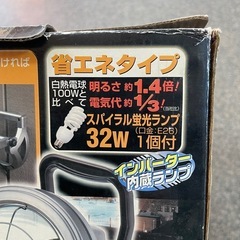 ければ
省エネタイプ
白熱電球
100Wと
比べて
明るさ約1.4倍!
電気代約1/3!
スパイラル蛍光ランプ
(口金:E26)
32W 1個付
インバーター
内蔵ランプ